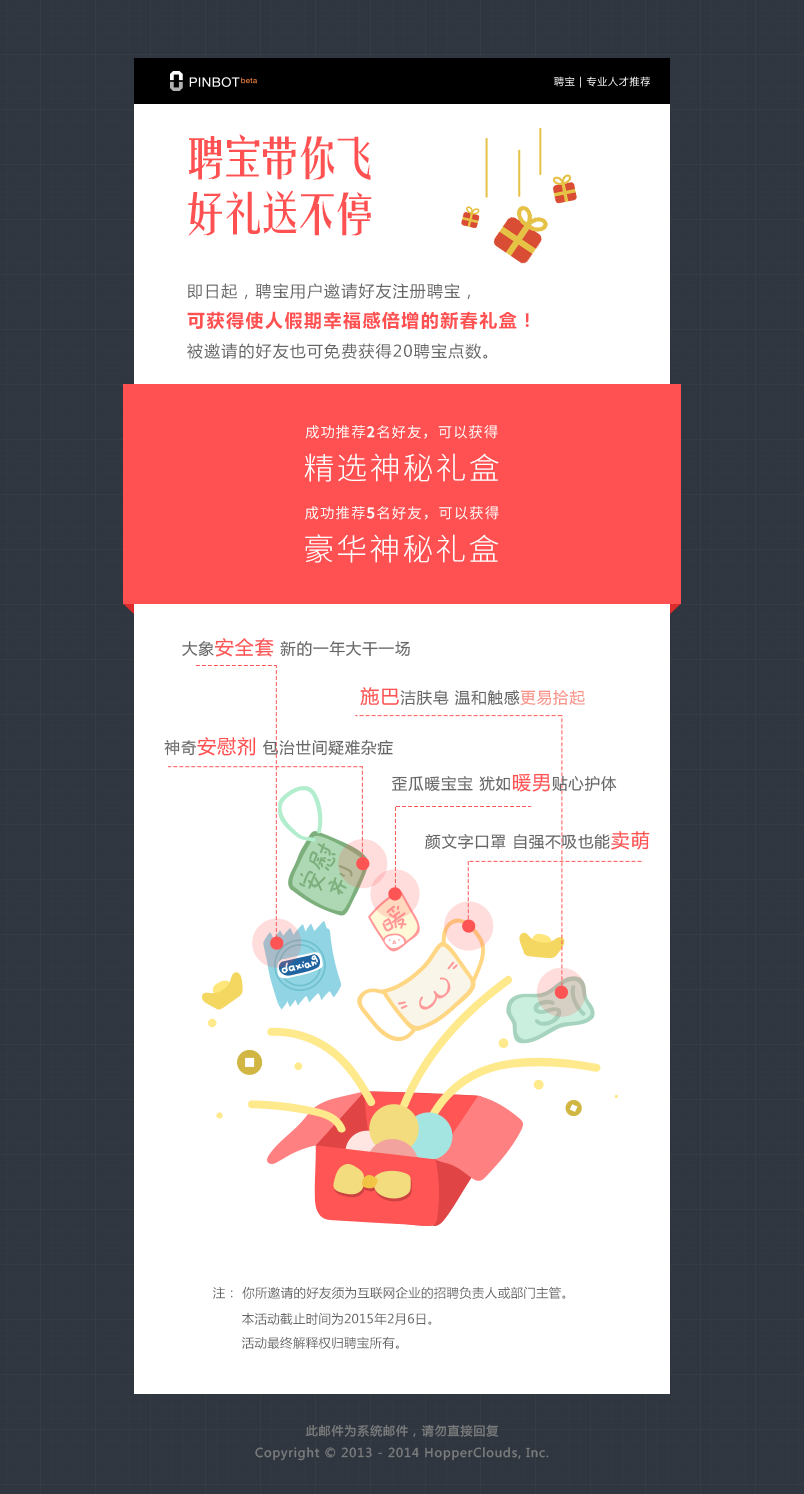 PINBOTbeta
聘宝 | 专业人才推荐
聘宝带你飞
好礼送不停
即日起，聘宝用户邀请好友注册聘宝，
可获得使人假期幸福感倍增的新春礼盒！
被邀请的好友也可免费获得20聘宝点数。
成功推荐2名好友，可以获得
精选神秘礼盒
成功推荐5名好友，可以获得
豪华神秘礼盒
大象安全套 新的一年大干一场
施巴洁肤皂 温和触感更易拾起
神奇安慰剂 包治世间疑难杂症
歪瓜暖宝宝 犹如暖男贴心护体
颜文字口罩 自强不吸也能卖萌
安慰剂
暖
daxiang
注： 你所邀请的好友须为互联网企业的招聘负责人或部门主管。
本活动截止时间为2015年2月6日。
活动最终解释权归聘宝所有。
此邮件为系统邮件，请勿直接回复
Copyright © 2013 - 2014 HopperClouds, Inc.